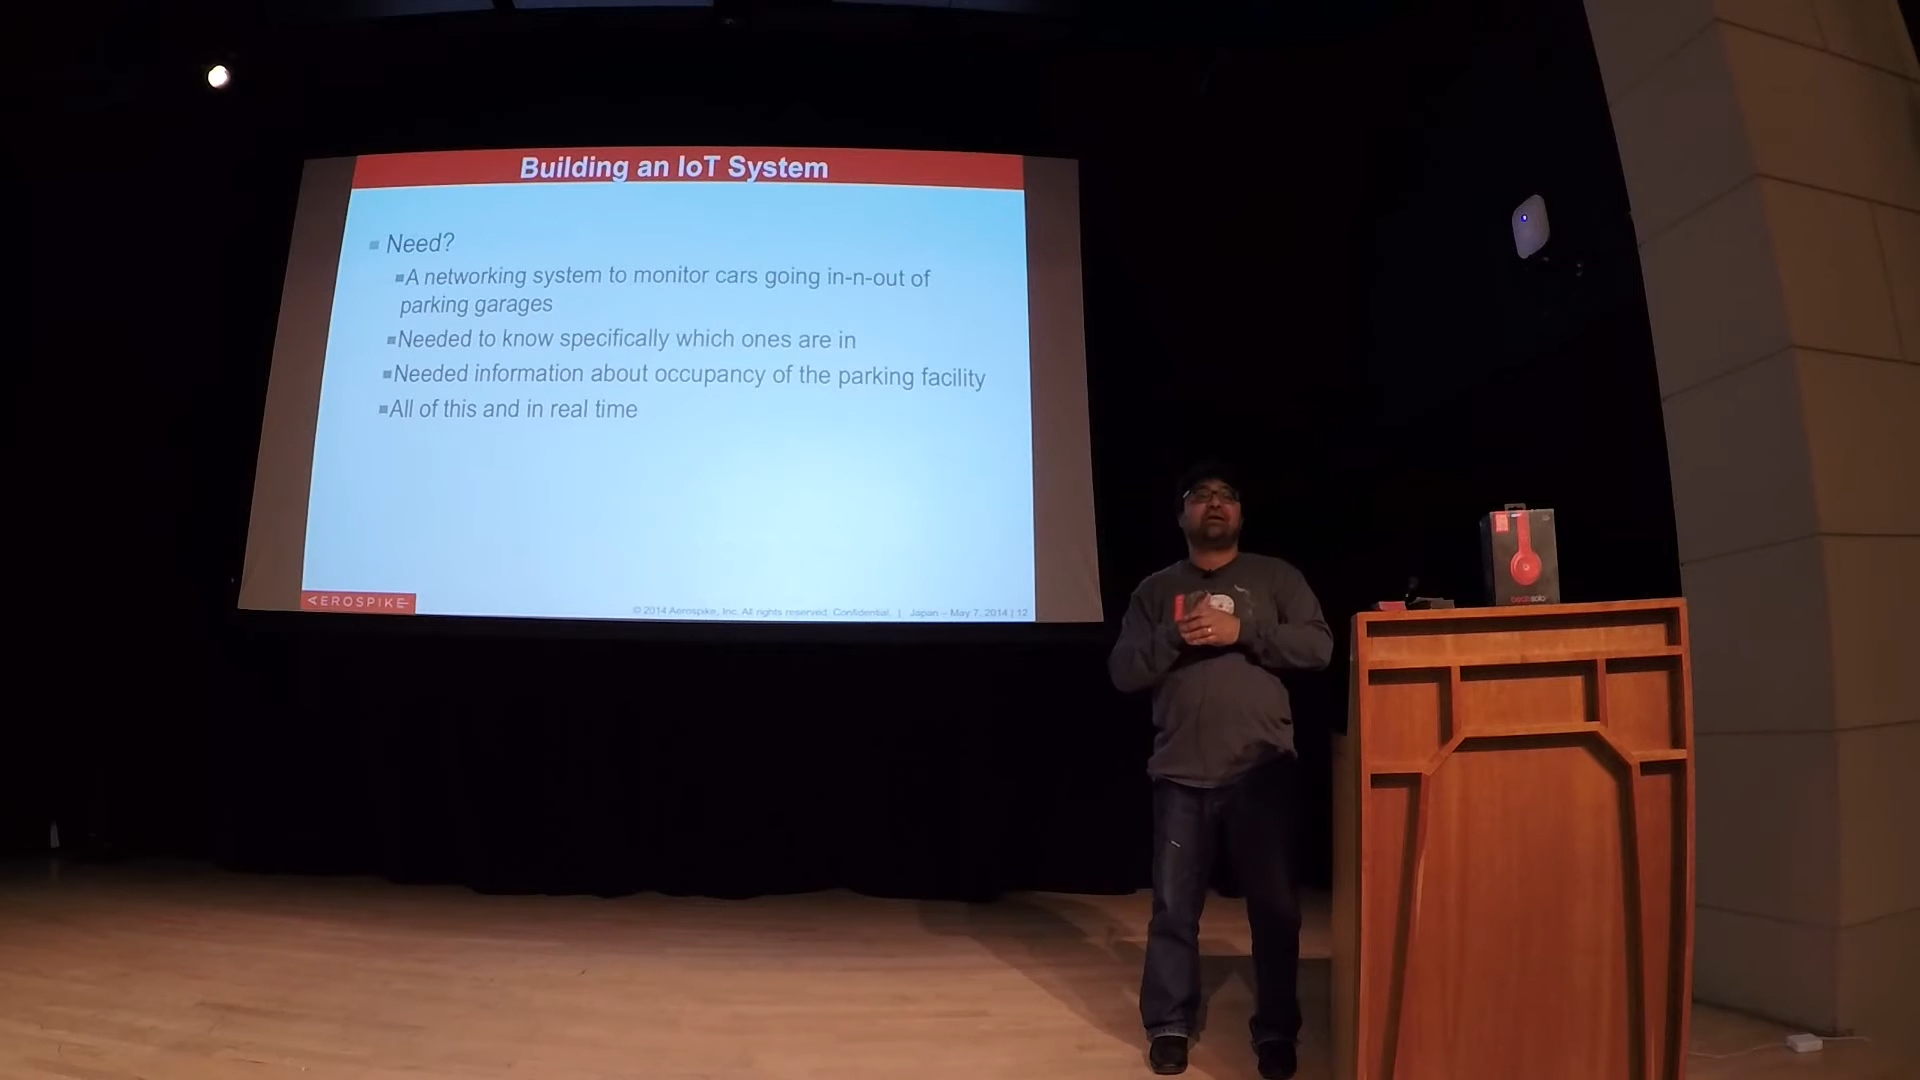 Building an IoT System
Need?
A networking system to monitor cars going in-n-out of
parking garages
Needed to know specifically which ones are in
Needed information about occupancy of the parking facility
All of this and in real time
AEROSPIKE
© 2014 Aerospike, Inc. All rights reserved. Confidential. | Japan – May 7, 2014 | 12
beats solo